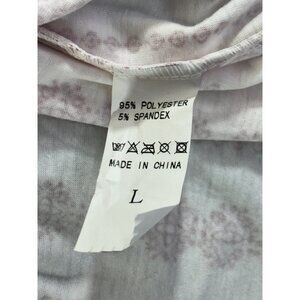 95% POLYESTER
5% SPANDEX
MADE IN CHINA
L